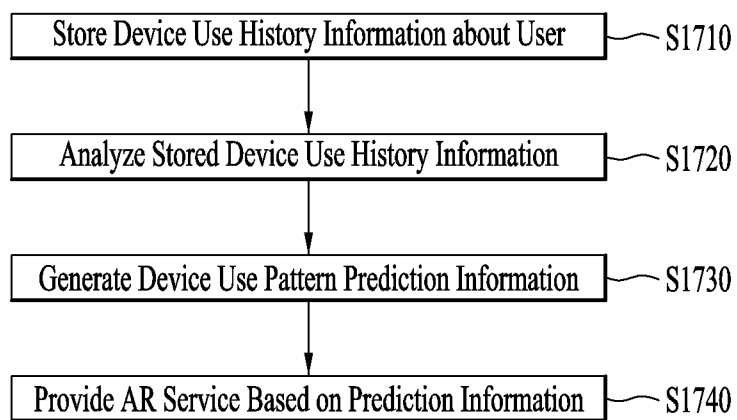 Store Device Use History Information about User S1710
Analyze Stored Device Use History Information S1720
Generate Device Use Pattern Prediction Information S1730
Provide AR Service Based on Prediction Information S1740